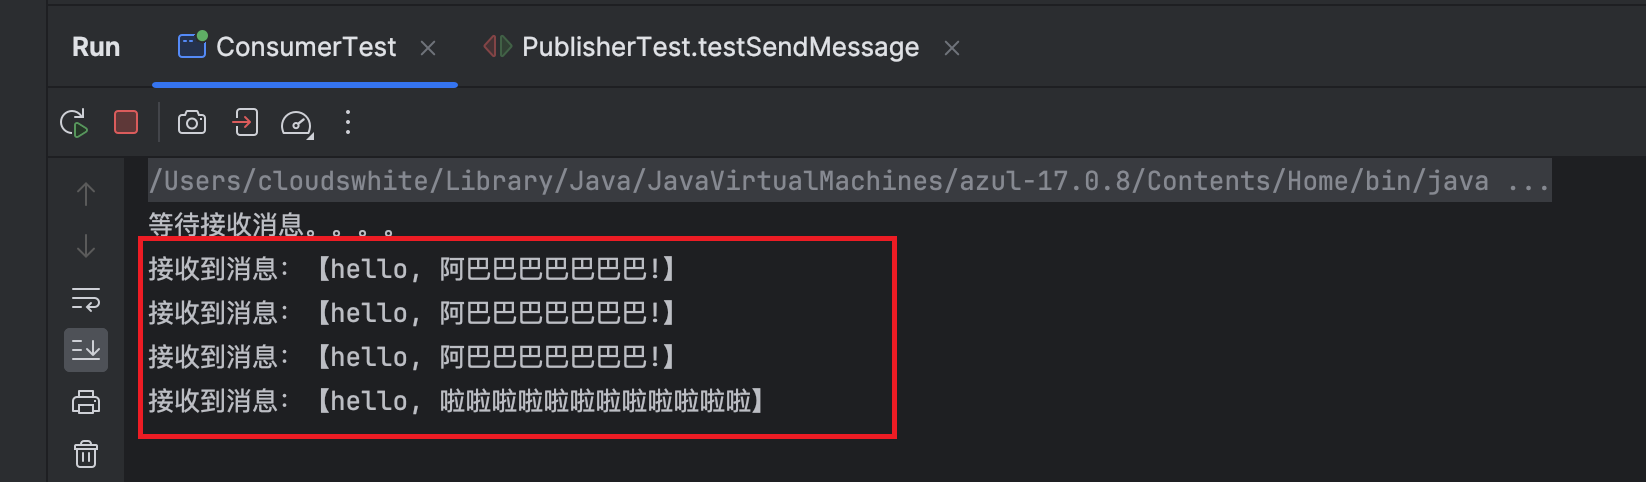 Run ConsumerTest PublisherTest.testSendMessage
/Users/cloudswhite/Library/Java/JavaVirtualMachines/azul-17.0.8/Contents/Home/bin/java ...
等待接收消息。。。。
接收到消息：【hello, 阿巴巴巴巴巴巴巴!】
接收到消息：【hello, 阿巴巴巴巴巴巴巴!】
接收到消息：【hello, 阿巴巴巴巴巴巴巴!】
接收到消息：【hello, 啦啦啦啦啦啦啦啦啦啦啦啦】